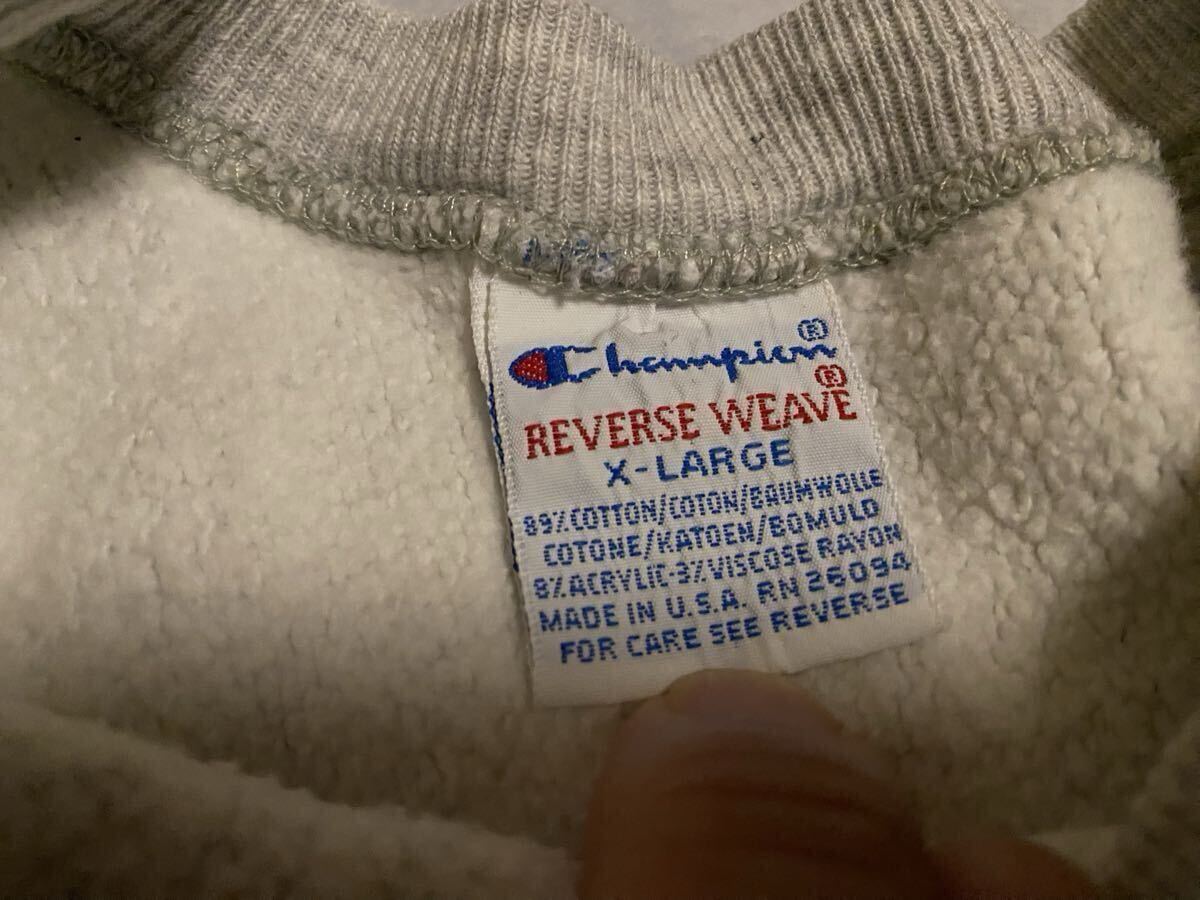 Champion®
REVERSE WEAVE®
X-LARGE
89% COTTON/COTON/BAUMWOLLE
COTONE/KATOEN/BOMULD
8% ACRYLIC-3% VISCOSE RAYON
MADE IN U.S.A. RN 26094
FOR CARE SEE REVERSE